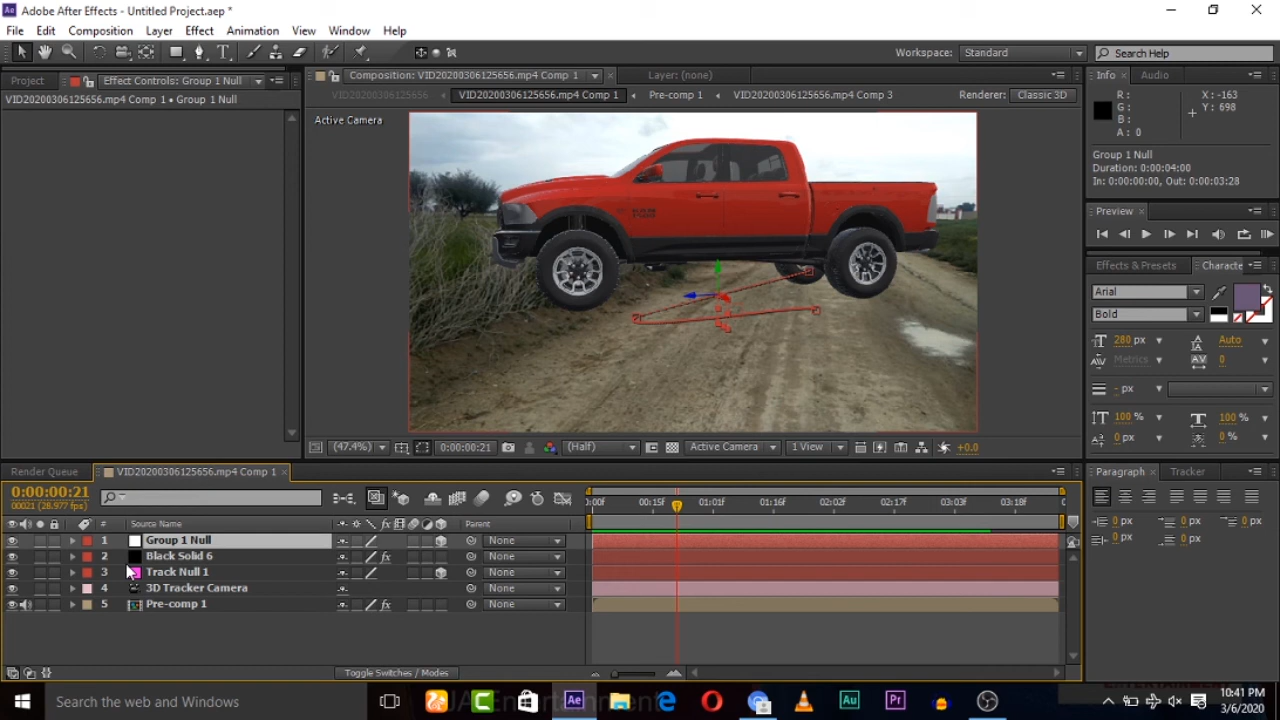 Adobe After Effects - Untitled Project.aep *
File Edit Composition Layer Effect Animation View Window Help
Workspace: Standard Search Help
Project Effect Controls: Group 1 Null Composition: VID20200306125656.mp4 Comp 1 Layer: (none) Info Audio
VID20200306125656.mp4 Comp 1 • Group 1 Null VID20200306125656 VID20200306125656.mp4 Comp 1 Pre-comp 1 VID20200306125656.mp4 Comp 3 Renderer: Classic 3D
Active Camera
R: X: -163
G: Y: 698
B:
A: 0
Group 1 Null
Duration: 0:00:04:00
In: 0:00:00:00, Out: 0:00:03:28
Preview
Effects & Presets Characte
Arial
Bold
280 px Auto
Metrics 0
- px
100 % 100 %
0 px 0 %
(47.4%) 0:00:00:21 (Half) Active Camera 1 View +0.0
Render Queue VID20200306125656.mp4 Comp 1 Paragraph Tracker
0:00:00:21
00021 (28.977 fps)
:00f 00:15f 01:01f 01:16f 02:02f 02:17f 03:03f 03:18f
# Source Name Parent
1 Group 1 Null None
2 Black Solid 6 None
3 Track Null 1 None
4 3D Tracker Camera None
5 Pre-comp 1 None
0 px 0 px 0 px
0 px 0 px
Toggle Switches / Modes
Search the web and Windows
10:41 PM
3/6/2020